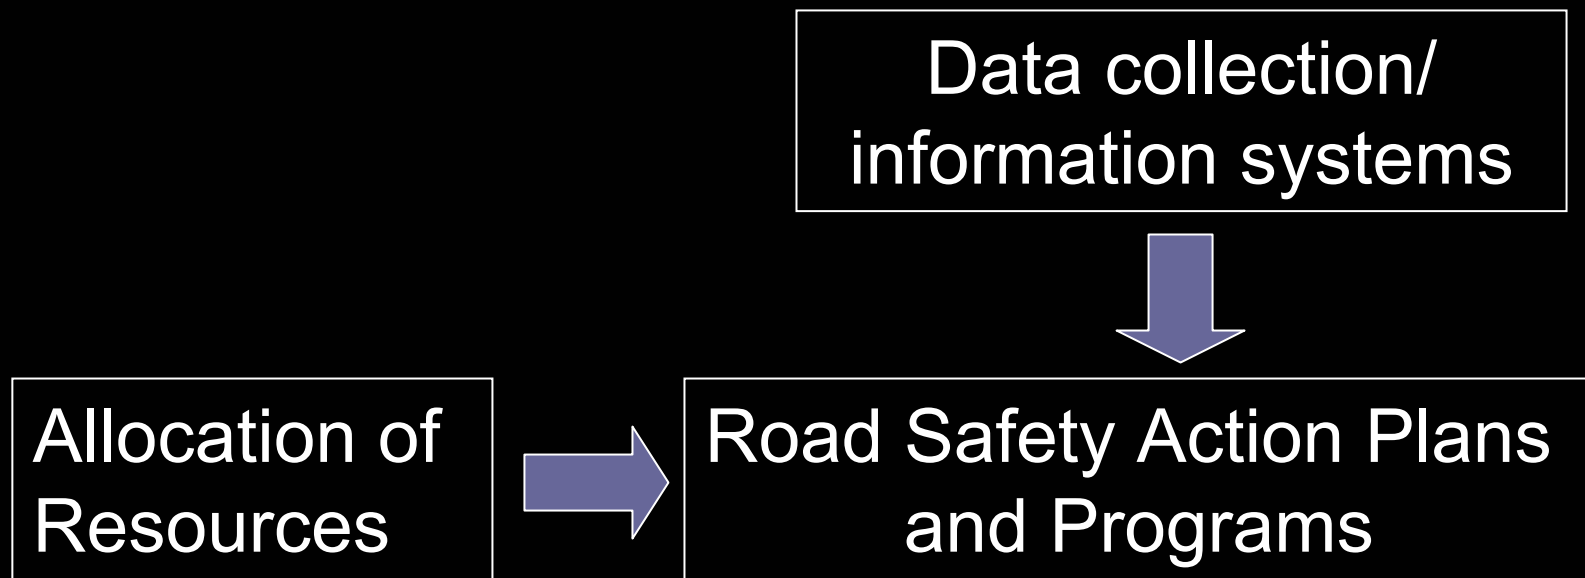 Data collection/
information systems
Allocation of
Resources
Road Safety Action Plans
and Programs